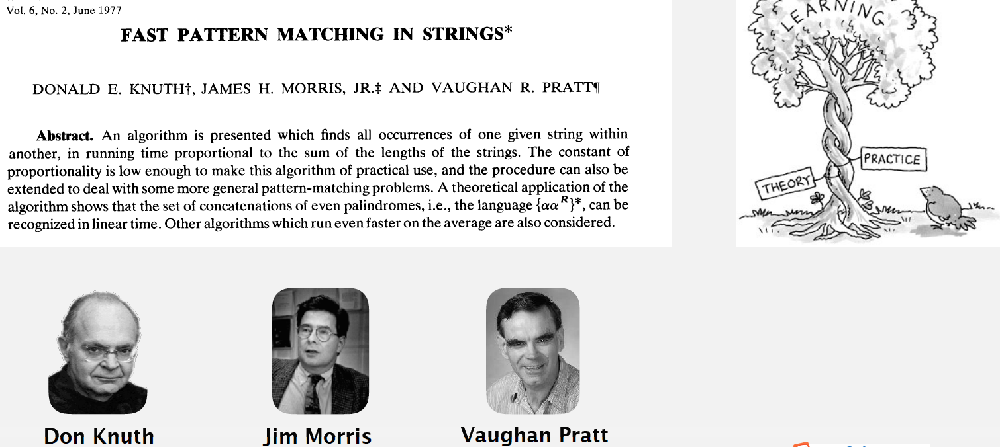 Vol. 6, No. 2, June 1977
FAST PATTERN MATCHING IN STRINGS*
DONALD E. KNUTH†, JAMES H. MORRIS, JR.‡ AND VAUGHAN R. PRATT¶
Abstract. An algorithm is presented which finds all occurrences of one given string within
another, in running time proportional to the sum of the lengths of the strings. The constant of
proportionality is low enough to make this algorithm of practical use, and the procedure can also be
extended to deal with some more general pattern-matching problems. A theoretical application of the
algorithm shows that the set of concatenations of even palindromes, i.e., the language {αα^R}*, can be
recognized in linear time. Other algorithms which run even faster on the average are also considered.
LEARNING
PRACTICE
THEORY
Don Knuth
Jim Morris
Vaughan Pratt